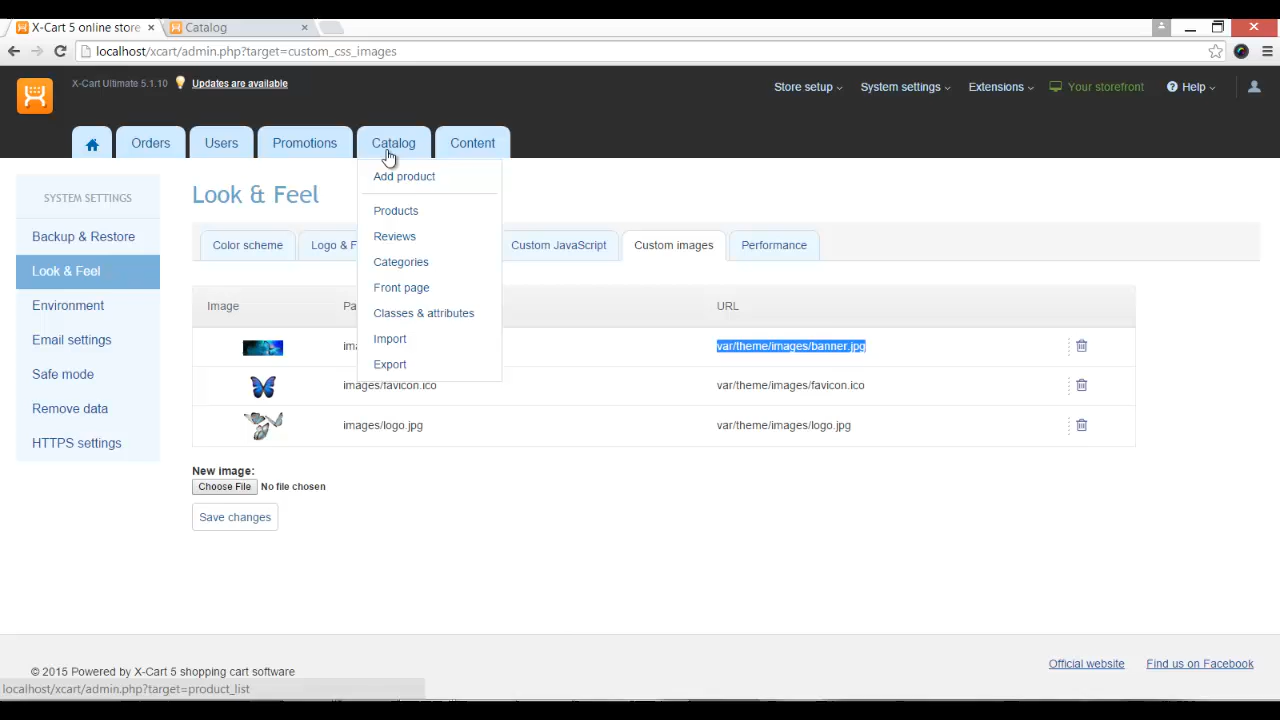 X-Cart 5 online store
Catalog
localhost/xcart/admin.php?target=custom_css_images
X-Cart Ultimate 5.1.10 Updates are available
Store setup System settings Extensions Your storefront Help
Orders Users Promotions Catalog Content
Add product
Products
Reviews
Categories
Front page
Classes & attributes
Import
Export
SYSTEM SETTINGS
Backup & Restore
Look & Feel
Environment
Email settings
Safe mode
Remove data
HTTPS settings
Look & Feel
Color scheme Logo & F Custom JavaScript Custom images Performance
Image Pa URL
ima var/theme/images/banner.jpg
images/favicon.ico var/theme/images/favicon.ico
images/logo.jpg var/theme/images/logo.jpg
New image:
Choose File No file chosen
Save changes
© 2015 Powered by X-Cart 5 shopping cart software
Official website Find us on Facebook
localhost/xcart/admin.php?target=product_list